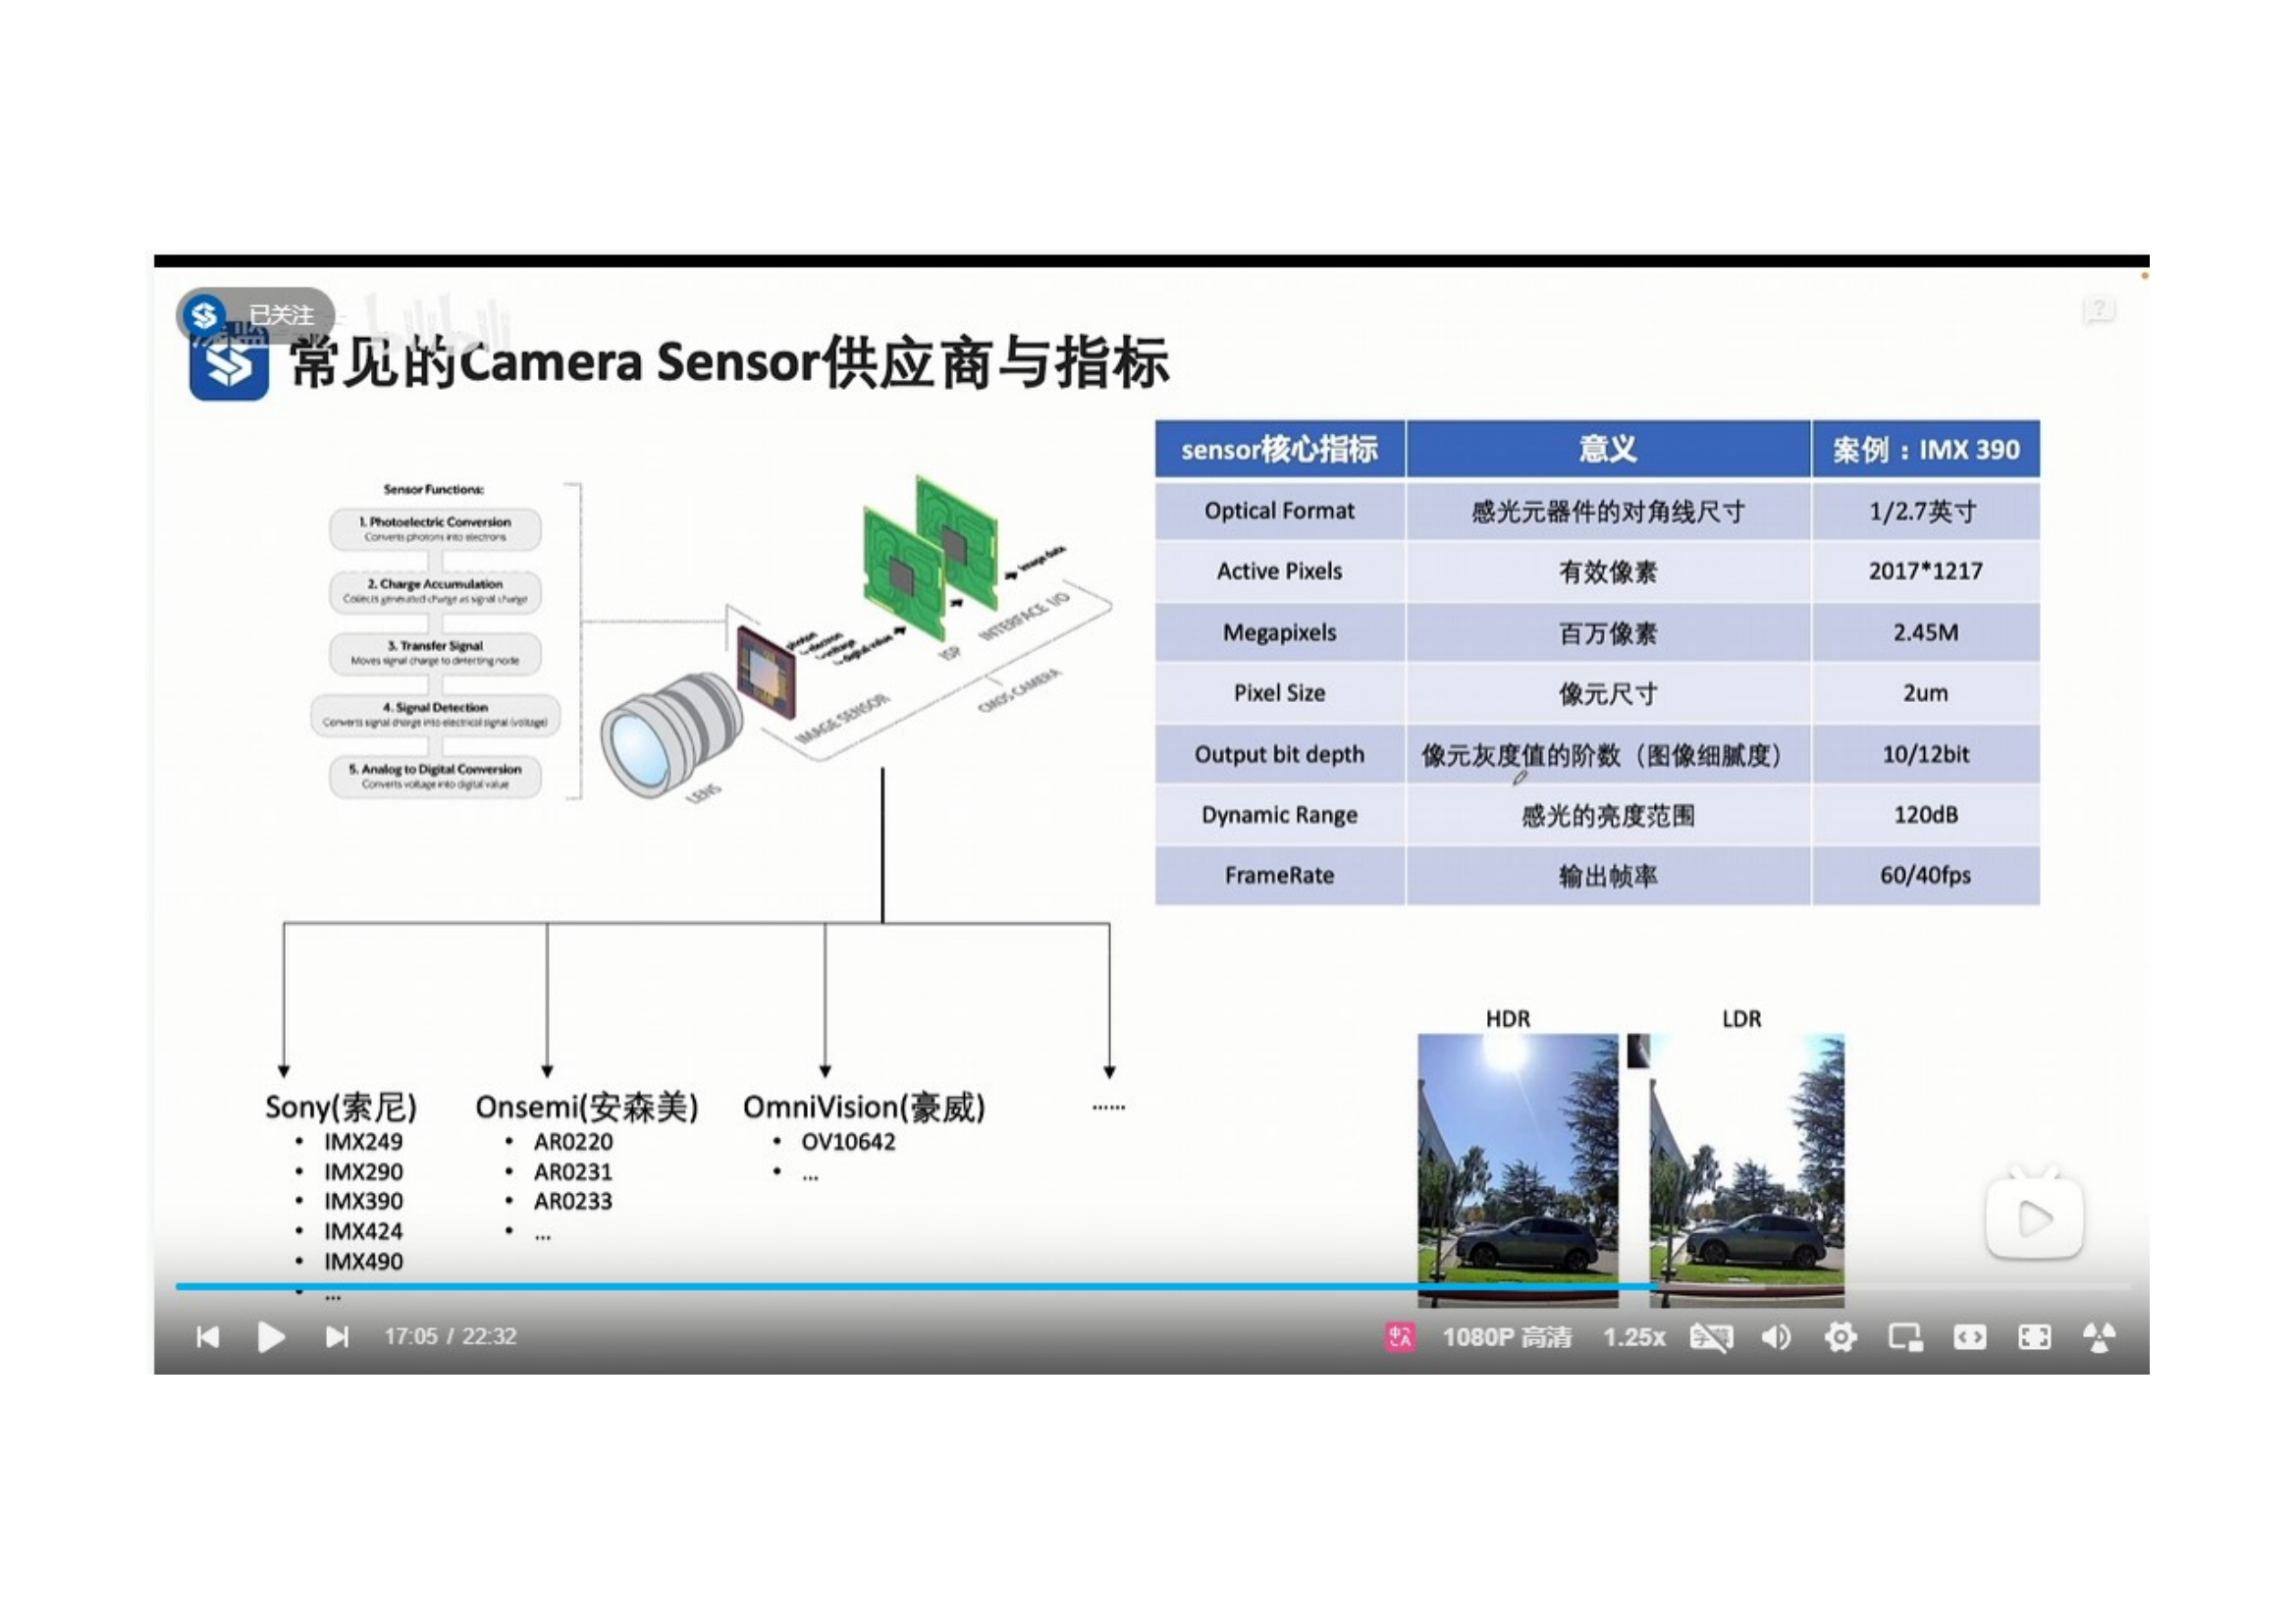 已关注
bilibili
常见的Camera Sensor供应商与指标
Sensor Functions:
1. Photoelectric Conversion
Converts photons into electrons
2. Charge Accumulation
Collects generated charge as signal charge
3. Transfer Signal
Moves signal charge to detecting node
4. Signal Detection
Converts signal charge into electrical signal (voltage)
5. Analog to Digital Conversion
Converts voltage into digital value
LENS
IMAGE SENSOR
photon
electron
voltage
digital value
ISP
INTERFACE I/O
image data
CMOS CAMERA
sensor核心指标 意义 案例：IMX 390
Optical Format 感光元器件的对角线尺寸 1/2.7英寸
Active Pixels 有效像素 2017*1217
Megapixels 百万像素 2.45M
Pixel Size 像元尺寸 2um
Output bit depth 像元灰度值的阶数（图像细腻度） 10/12bit
Dynamic Range 感光的亮度范围 120dB
FrameRate 输出帧率 60/40fps
Sony(索尼)
• IMX249
• IMX290
• IMX390
• IMX424
• IMX490
• ...
Onsemi(安森美)
• AR0220
• AR0231
• AR0233
• ...
OmniVision(豪威)
• OV10642
• ...
......
HDR LDR
17:05 / 22:32
1080P 高清 1.25x 字幕